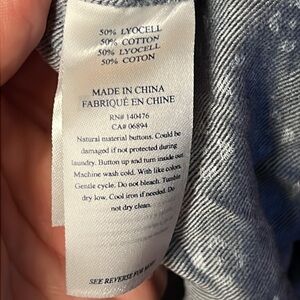 50% LYOCELL
50% COTTON
50% LYOCELL
50% COTON
MADE IN CHINA
FABRIQUÉ EN CHINE
RN# 140476
CA# 06894
Natural material buttons. Could be
damaged if not protected during
laundry. Button up and turn inside out.
Machine wash cold. With like colors.
Gentle cycle. Do not bleach. Tumble
dry low. Cool iron if needed. Do
not dry clean.
SEE REVERSE FOR